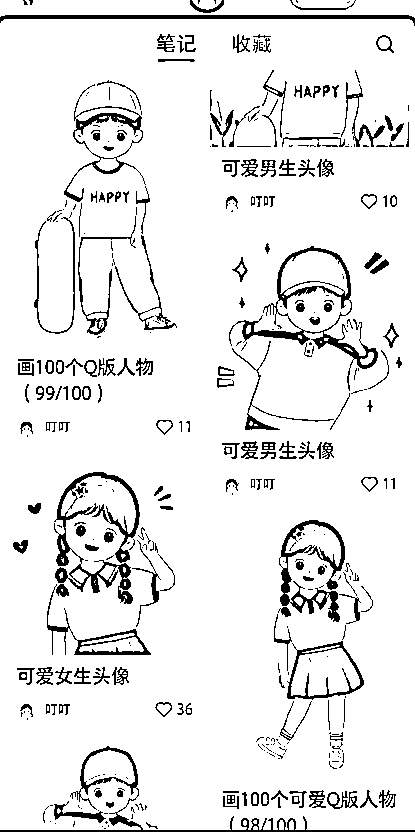 笔记
收藏
HAPPY
画100个Q版人物
（99/100）
叮叮
11
可爱女生头像
叮叮
36
HAPPY
可爱男生头像
叮叮
10
可爱男生头像
叮叮
11
画100个可爱Q版人物
（98/100）